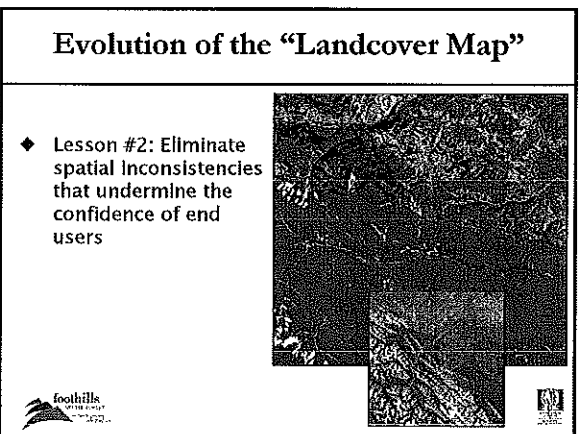 Evolution of the “Landcover Map”
◆ Lesson #2: Eliminate
spatial inconsistencies
that undermine the
confidence of end
users
foothills